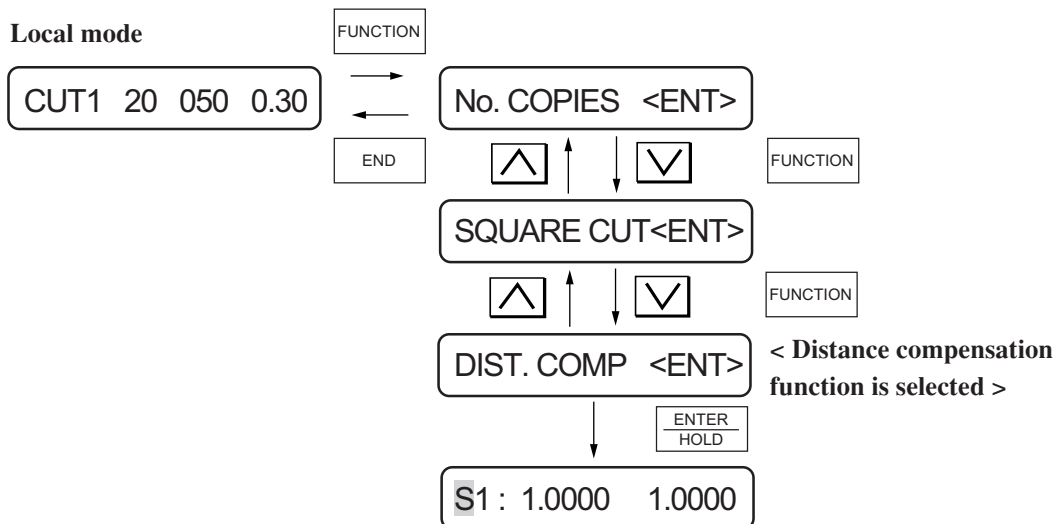 Local mode
FUNCTION
CUT1 20 050 0.30
No. COPIES <ENT>
END
FUNCTION
SQUARE CUT<ENT>
FUNCTION
DIST. COMP <ENT>
< Distance compensation
function is selected >
ENTER
HOLD
S1 : 1.0000 1.0000